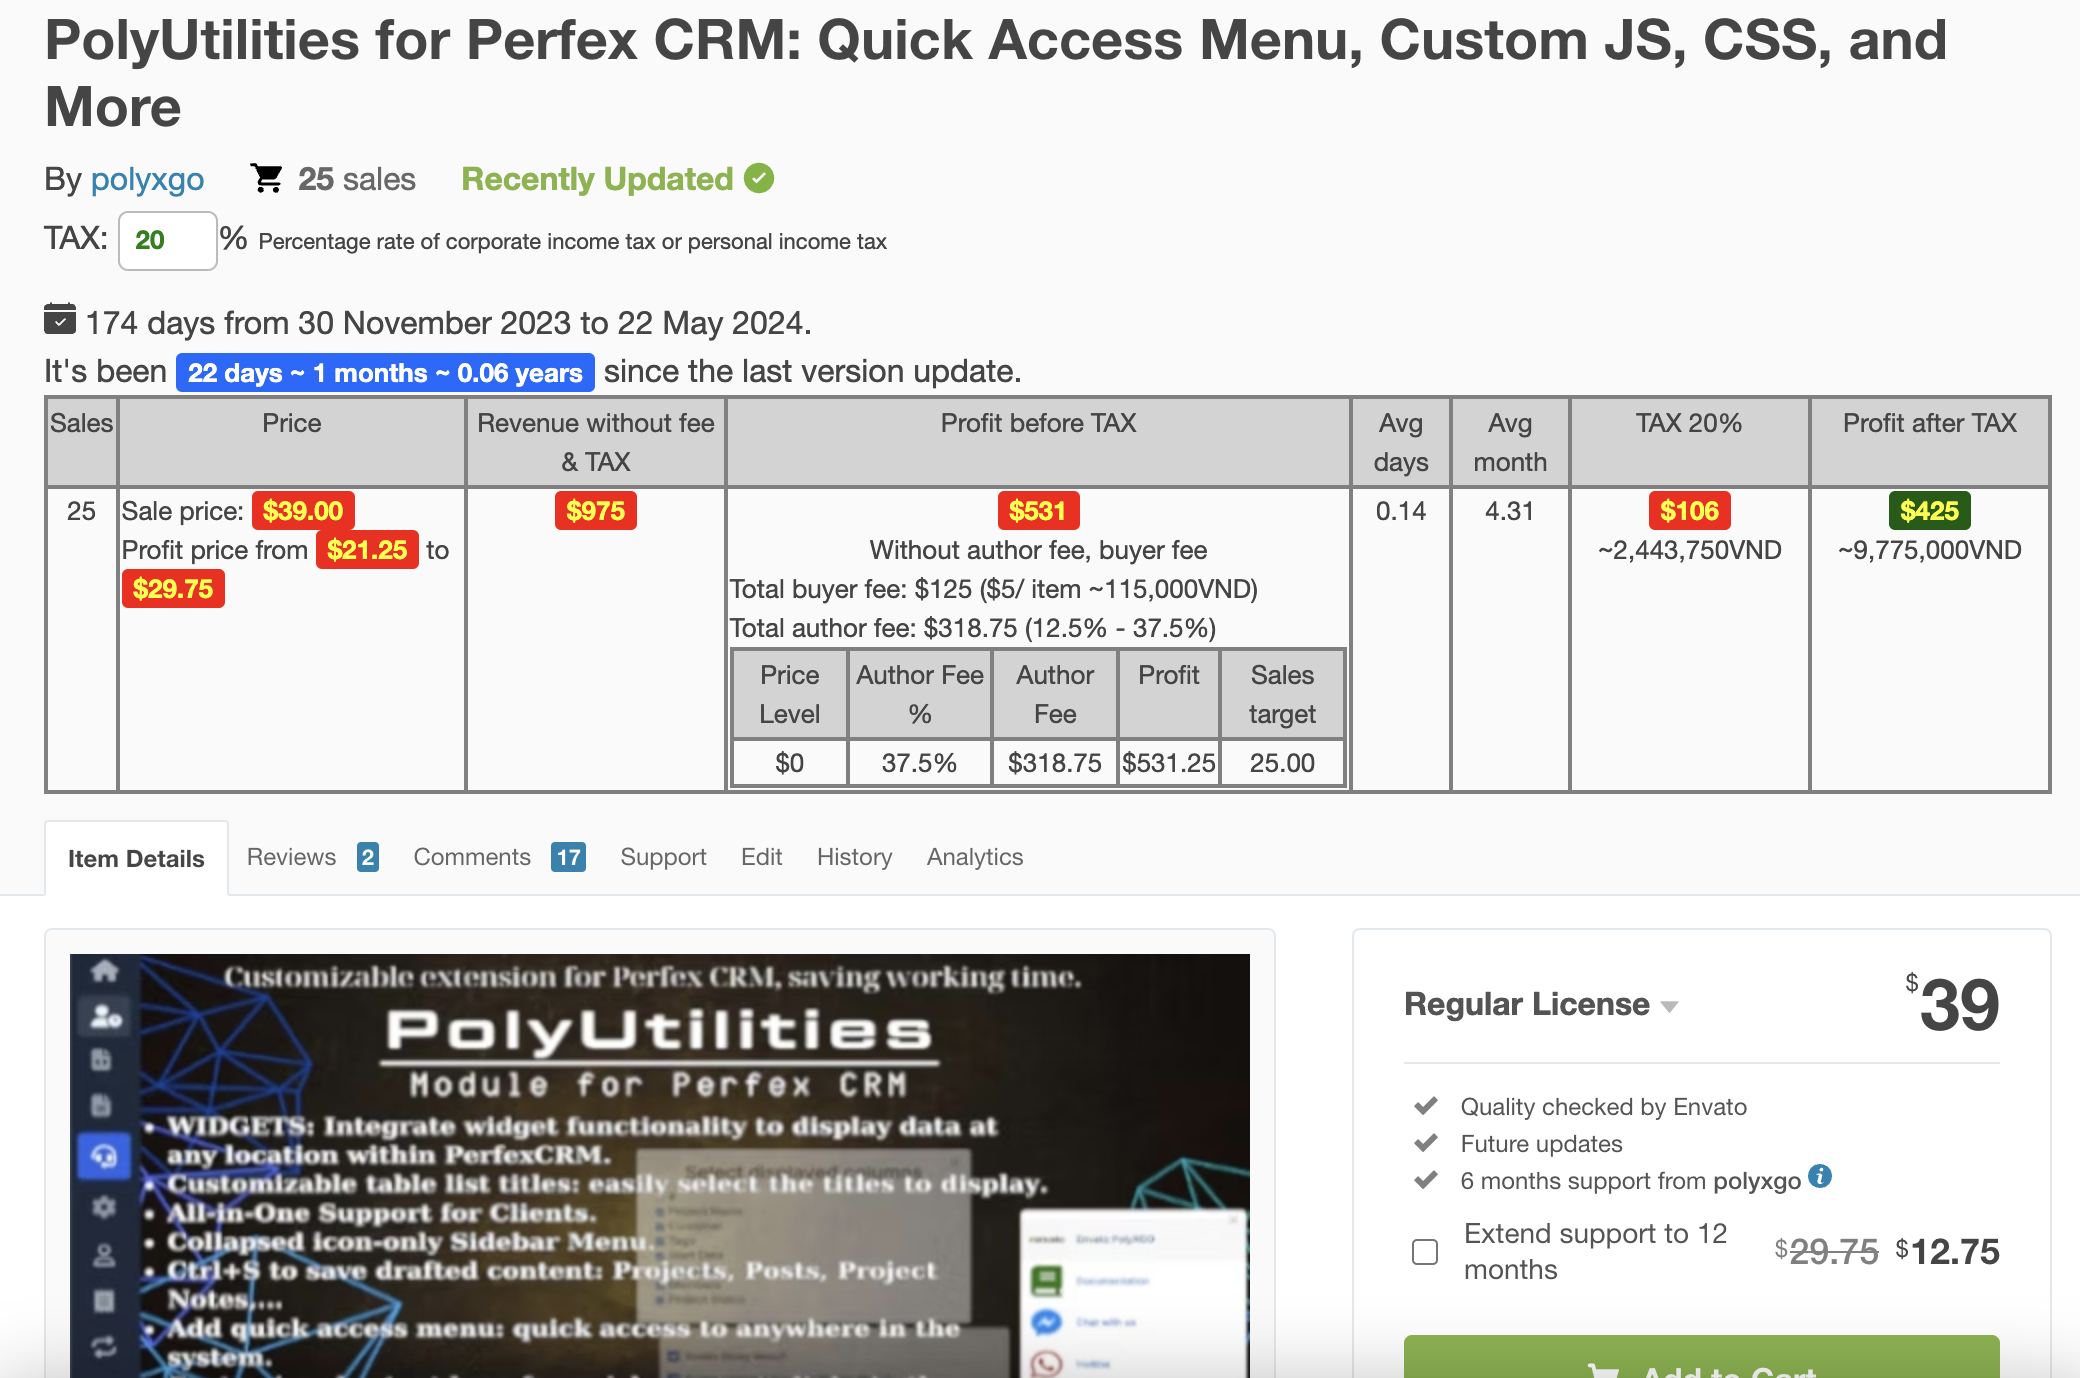 PolyUtilities for Perfex CRM: Quick Access Menu, Custom JS, CSS, and
More
By polyxgo 25 sales Recently Updated
TAX: 20 % Percentage rate of corporate income tax or personal income tax
174 days from 30 November 2023 to 22 May 2024.
It's been 22 days ~ 1 months ~ 0.06 years since the last version update.
Sales Price Revenue without fee & TAX Profit before TAX Avg days Avg month TAX 20% Profit after TAX
25
Sale price: $39.00
Profit price from $21.25 to
$29.75
$975
$531
Without author fee, buyer fee
Total buyer fee: $125 ($5/ item ~115,000VND)
Total author fee: $318.75 (12.5% - 37.5%)
Price Level Author Fee % Author Fee Profit Sales target
$0 37.5% $318.75 $531.25 25.00
0.14
4.31
$106
~2,443,750VND
$425
~9,775,000VND
Item Details Reviews 2 Comments 17 Support Edit History Analytics
Customizable extension for Perfex CRM, saving working time.
PolyUtilities
Module for Perfex CRM
• WIDGETS: Integrate widget functionality to display data at
any location within PerfexCRM.
• Customizable table list titles: easily select the titles to display.
• All-in-One Support for Clients.
• Collapsed icon-only Sidebar Menu.
• Ctrl+S to save drafted content: Projects, Posts, Project
Notes,...
• Add quick access menu: quick access to anywhere in the
system.
Select displayed columns
Documentation
Chat with us
Hotline
Regular License $39
Quality checked by Envato
Future updates
6 months support from polyxgo
Extend support to 12
months
$29.75 $12.75
Add to Cart